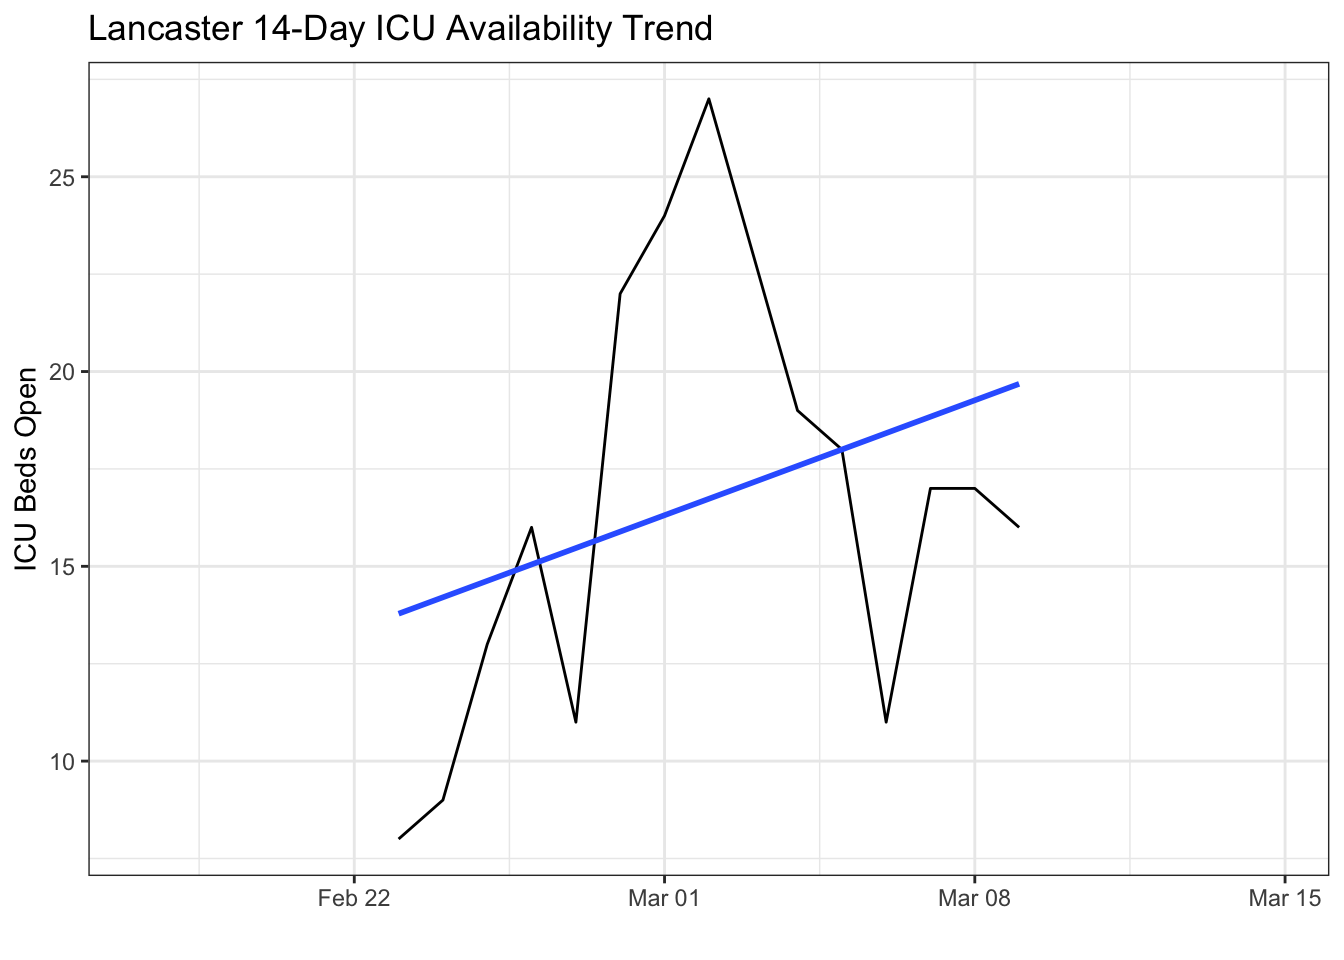 Lancaster 14-Day ICU Availability Trend
ICU Beds Open
25
20
15
10
Feb 22
Mar 01
Mar 08
Mar 15